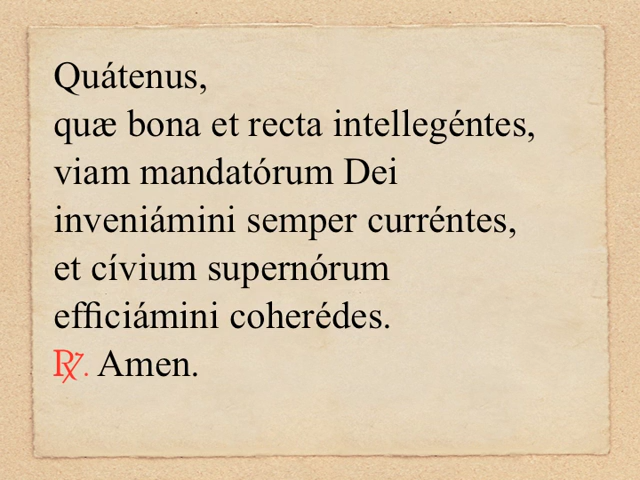 Quátenus,
quæ bona et recta intellegéntes,
viam mandatórum Dei
inveniámini semper curréntes,
et cívium supernórum
efficiámini coherédes.
℟. Amen.